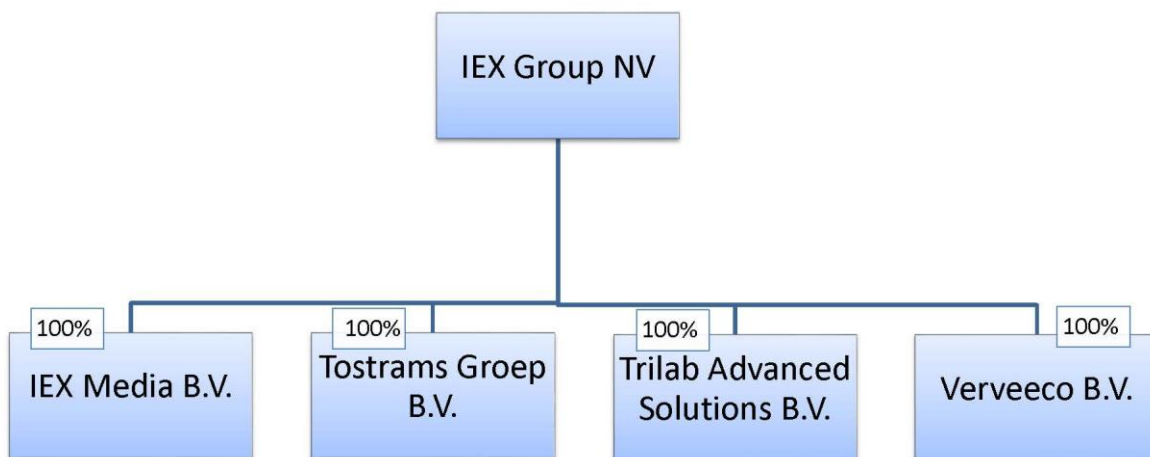 IEX Group NV
100%
100%
100%
100%
IEX Media B.V.
Tostrams Groep
B.V.
Trilab Advanced
Solutions B.V.
Verveeco B.V.